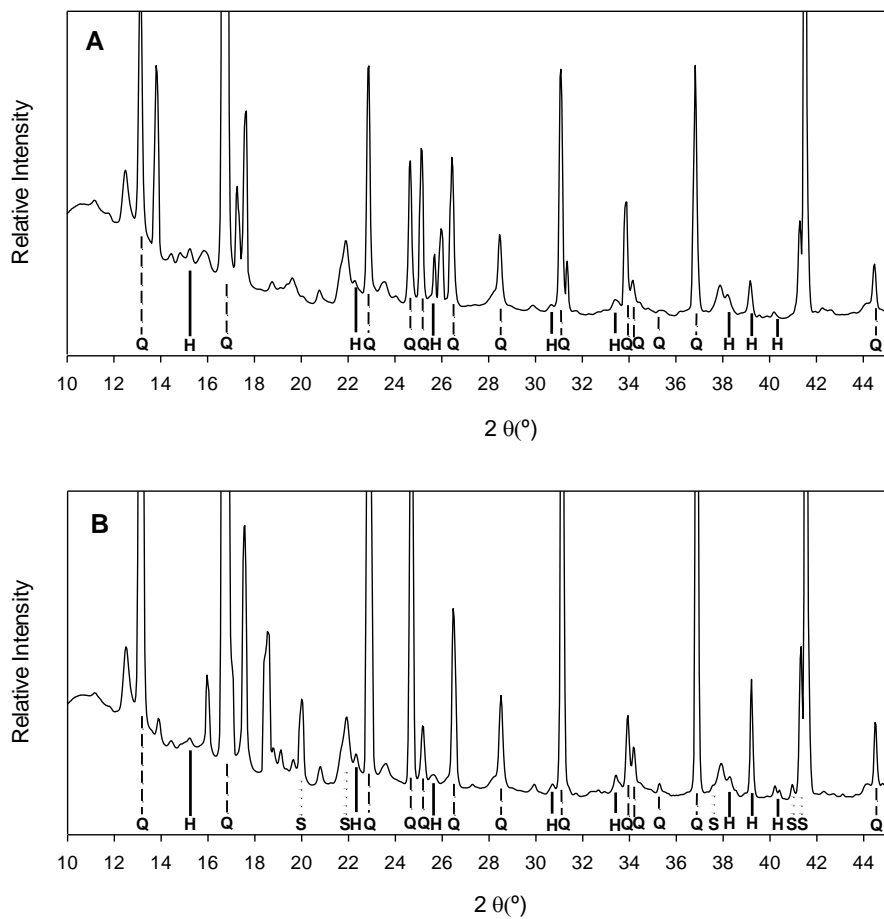 A
Relative Intensity
Q H Q H Q Q Q H Q Q H Q H Q Q Q Q H H H Q
10 12 14 16 18 20 22 24 26 28 30 32 34 36 38 40 42 44
2 θ(º)
B
Relative Intensity
Q H Q S S H Q Q Q H Q Q H Q H Q Q Q Q S H H H S S Q
10 12 14 16 18 20 22 24 26 28 30 32 34 36 38 40 42 44
2 θ(º)